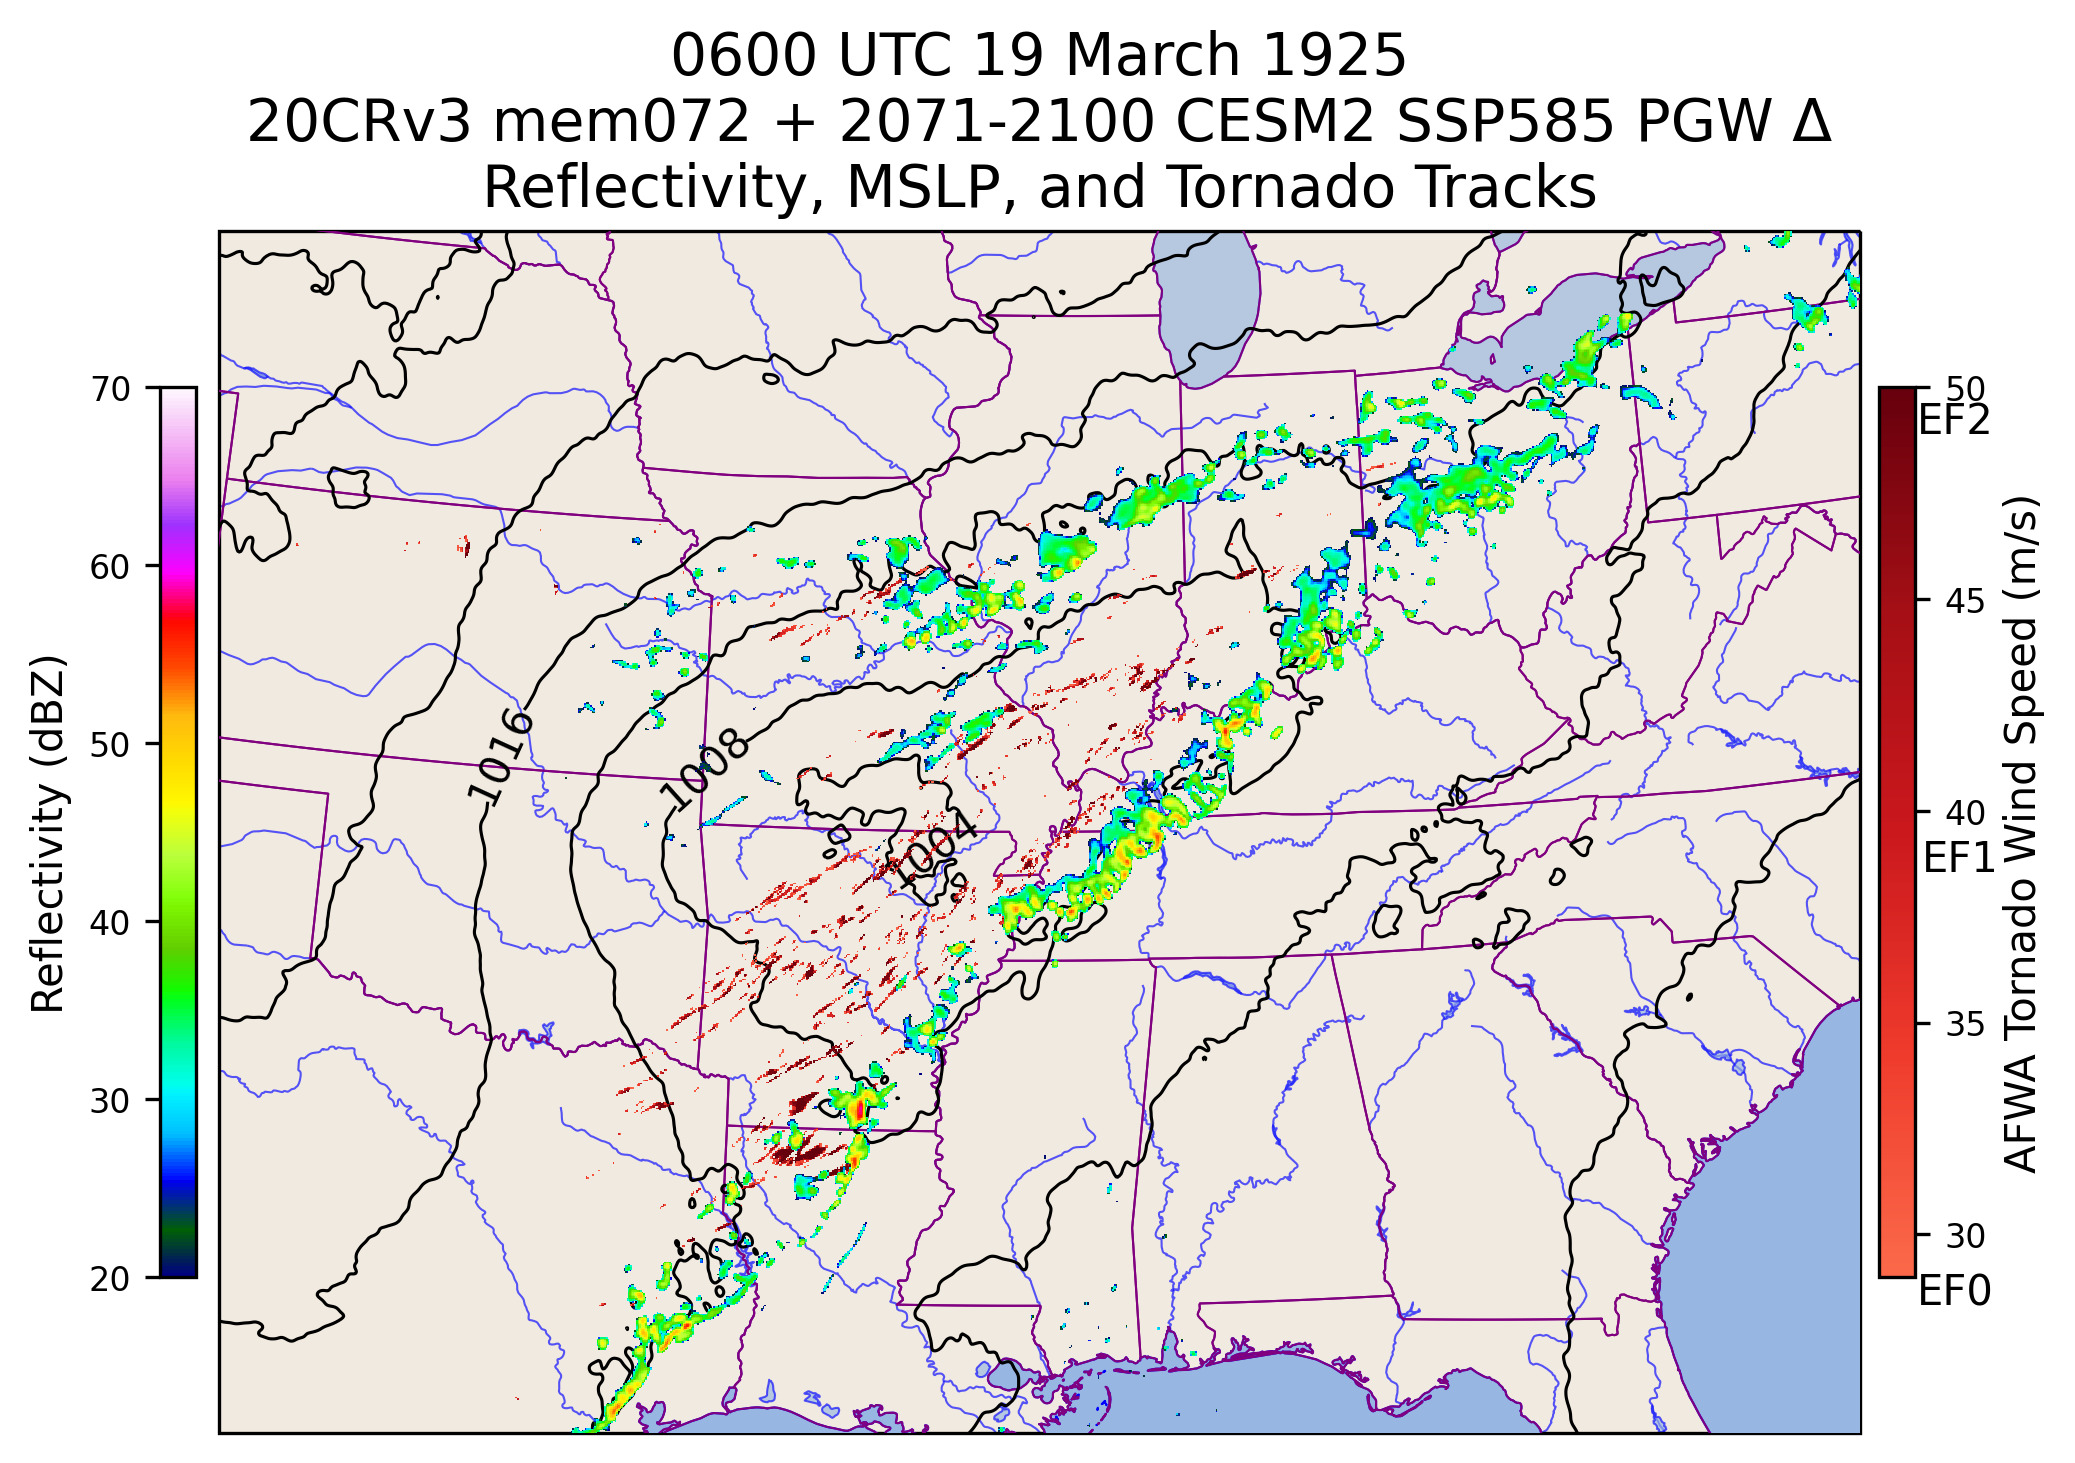 0600 UTC 19 March 1925
20CRv3 mem072 + 2071-2100 CESM2 SSP585 PGW Δ
Reflectivity, MSLP, and Tornado Tracks
Reflectivity (dBZ)
70
60
50
40
30
20
1016
1008
1004
50
EF2
45
40
EF1
35
30
EF0
AFWA Tornado Wind Speed (m/s)